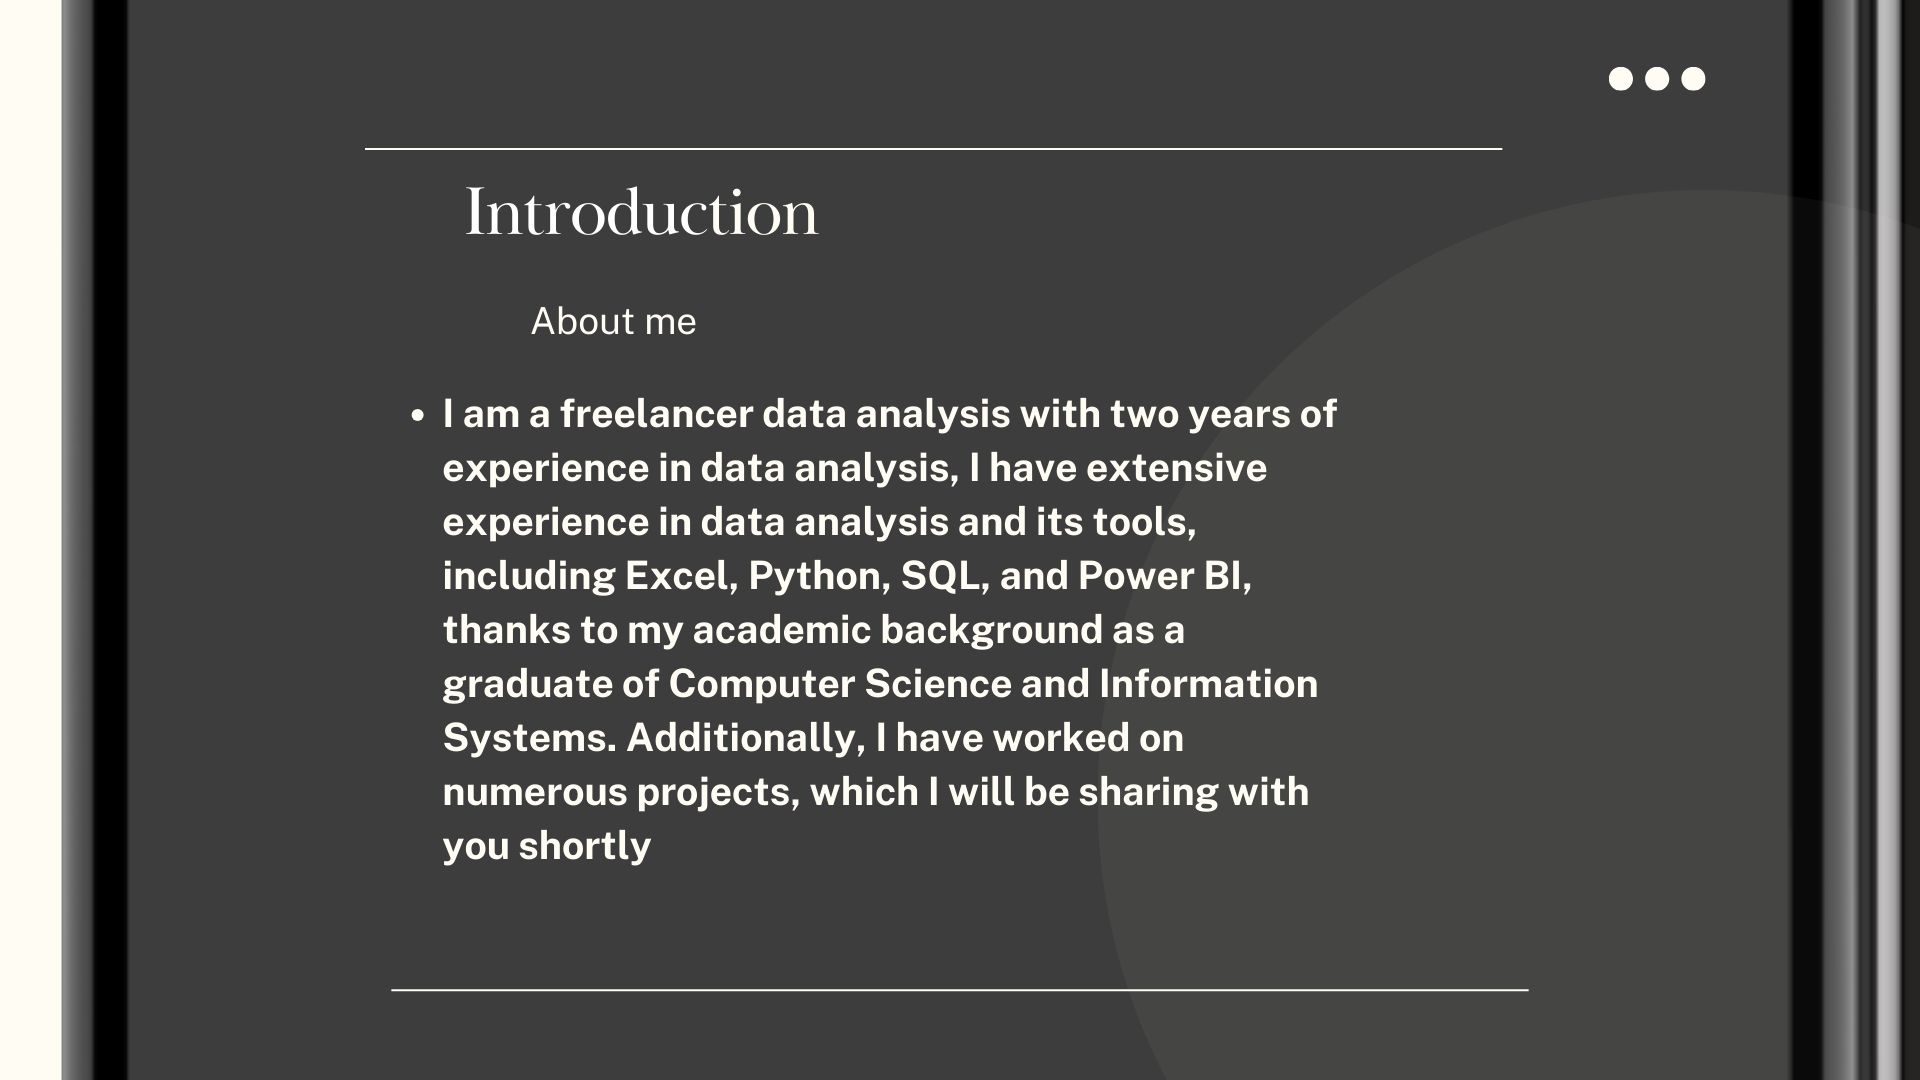 Introduction
About me
• I am a freelancer data analysis with two years of
experience in data analysis, I have extensive
experience in data analysis and its tools,
including Excel, Python, SQL, and Power BI,
thanks to my academic background as a
graduate of Computer Science and Information
Systems. Additionally, I have worked on
numerous projects, which I will be sharing with
you shortly